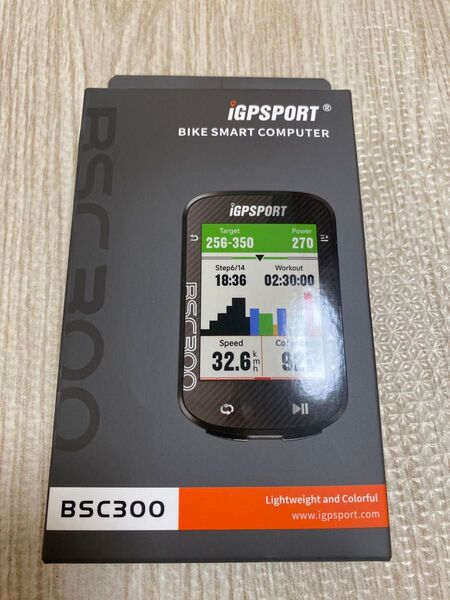 iGPSPORT®
BIKE SMART COMPUTER
BSC300
iGPSPORT
Target Power
256-350 270
Step6/14 Workout
18:36 02:30:00
BSC300
Speed
32.6 kmh
BSC300
Lightweight and Colorful
www.igpsport.com